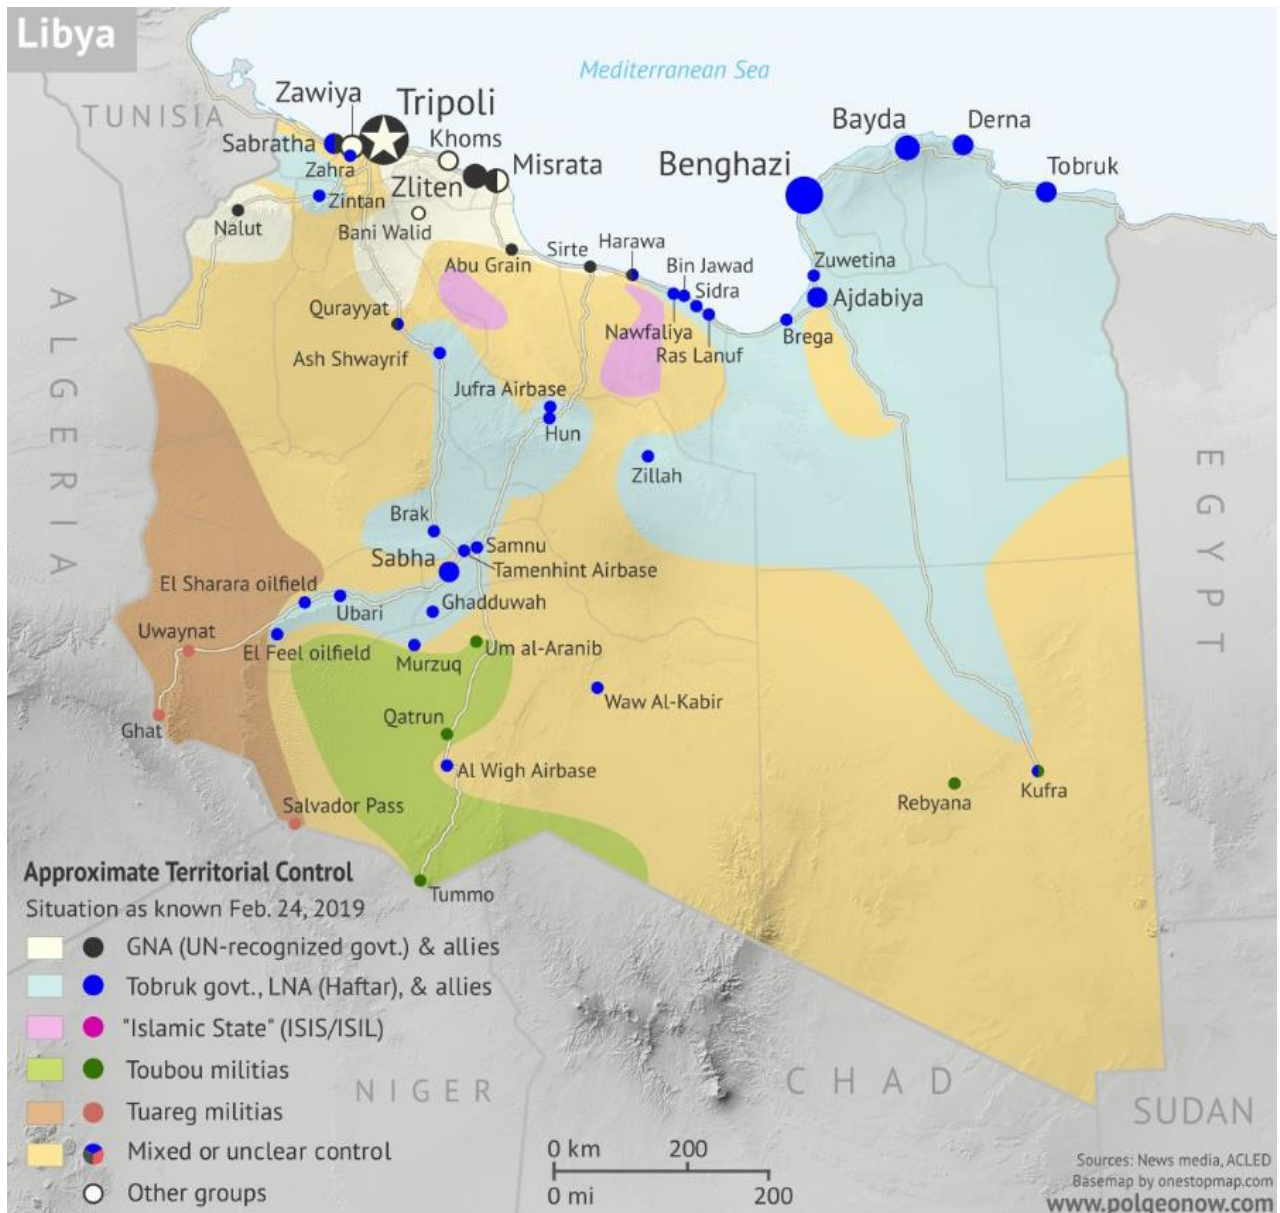 Libya
Mediterranean Sea
TUNISIA
Zawiya
Tripoli
Sabratha
Khoms
Bayda
Derna
Zahra
Zliten
Misrata
Benghazi
Tobruk
Zintan
Nalut
Bani Walid
Abu Grain
Sirte
Harawa
Bin Jawad
Sidra
Zuwetina
Ajdabiya
Qurayyat
Nawfaliya
Ras Lanuf
Brega
Ash Shwayrif
Jufra Airbase
Hun
Zillah
ALGERIA
EGYPT
Brak
Samnu
Sabha
Tamenhint Airbase
El Sharara oilfield
Ubari
Ghadduwah
Uwaynat
El Feel oilfield
Murzuq
Um al-Aranib
Waw Al-Kabir
Ghat
Qatrun
Al Wigh Airbase
Rebyana
Kufra
Salvador Pass
Tummo
Approximate Territorial Control
Situation as known Feb. 24, 2019
GNA (UN-recognized govt.) & allies
Tobruk govt., LNA (Haftar), & allies
"Islamic State" (ISIS/ISIL)
Toubou militias
Tuareg militias
Mixed or unclear control
Other groups
NIGER
CHAD
SUDAN
0 km 200
0 mi 200
Sources: News media, ACLED
Basemap by onestopmap.com
www.polgeonow.com